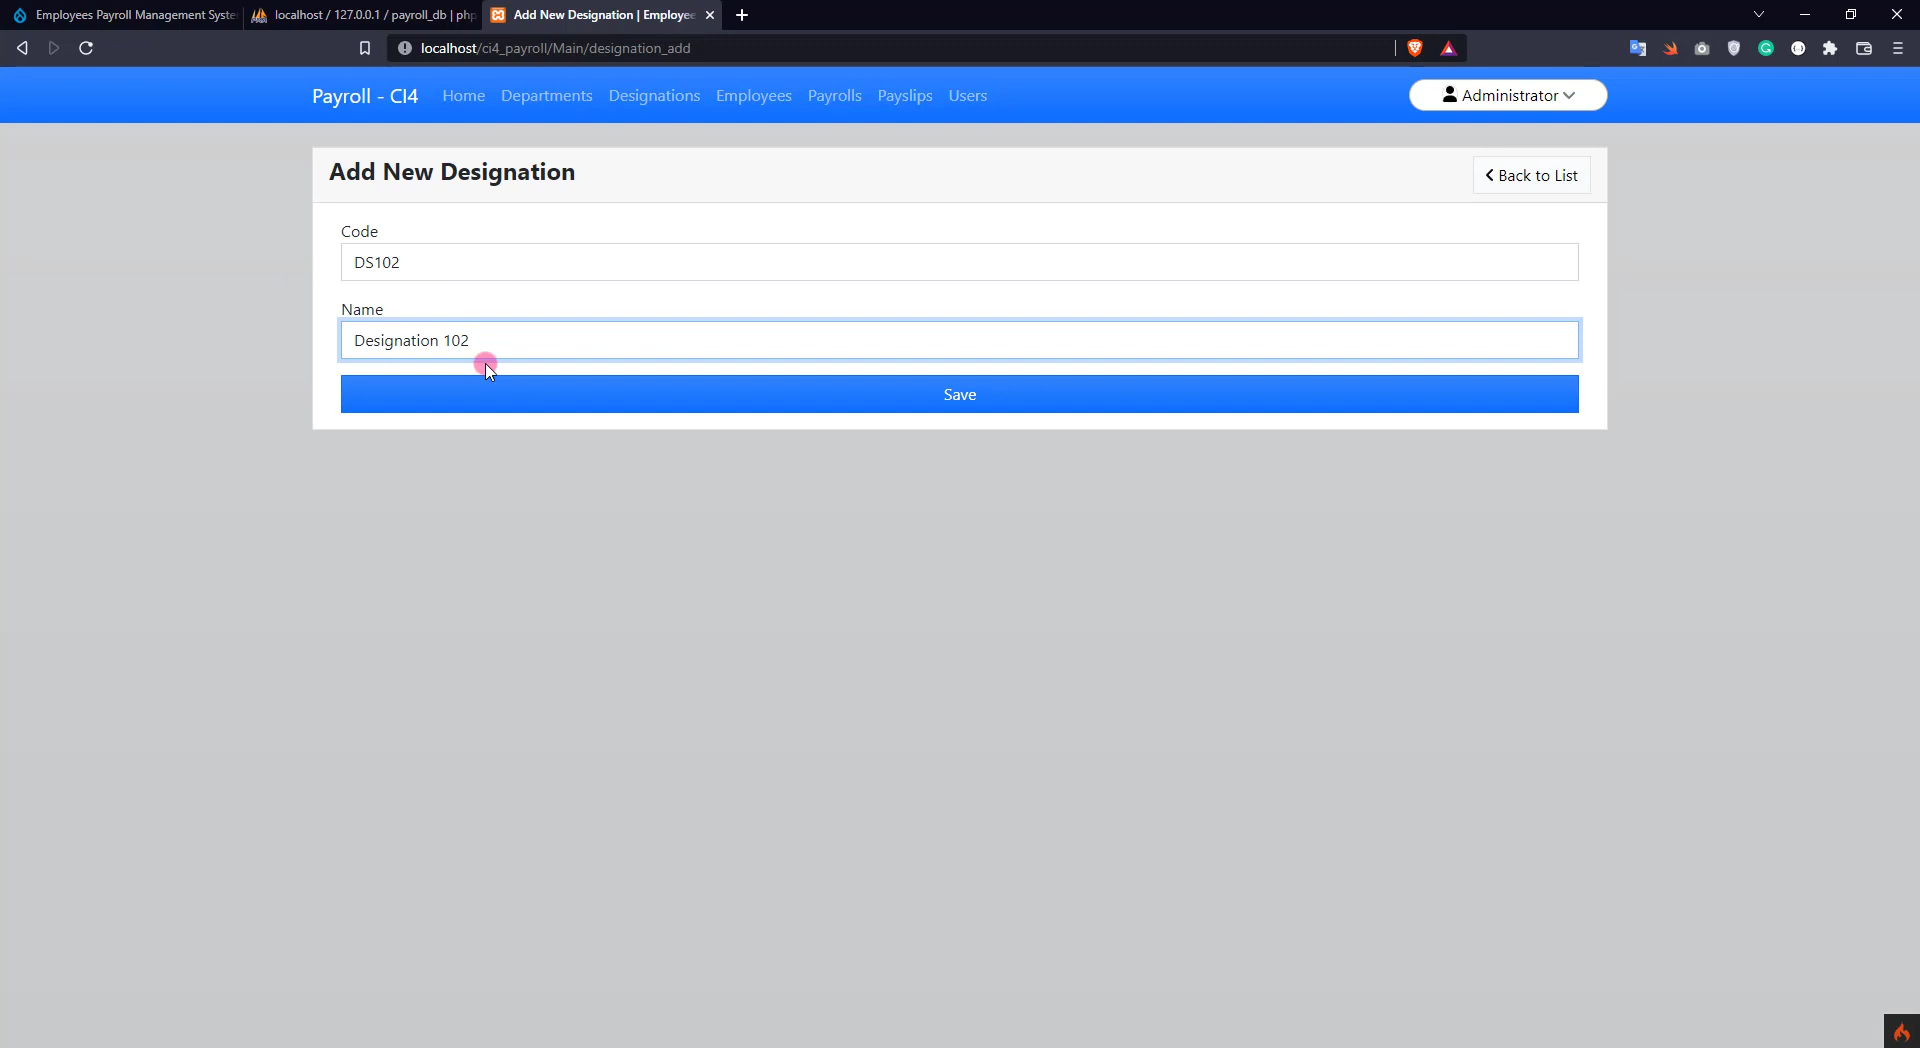 Employees Payroll Management Syste
localhost / 127.0.0.1 / payroll_db | php
Add New Designation | Employee
localhost/ci4_payroll/Main/designation_add
Payroll - CI4
Home
Departments
Designations
Employees
Payrolls
Payslips
Users
Administrator
Add New Designation
Back to List
Code
DS102
Name
Designation 102
Save